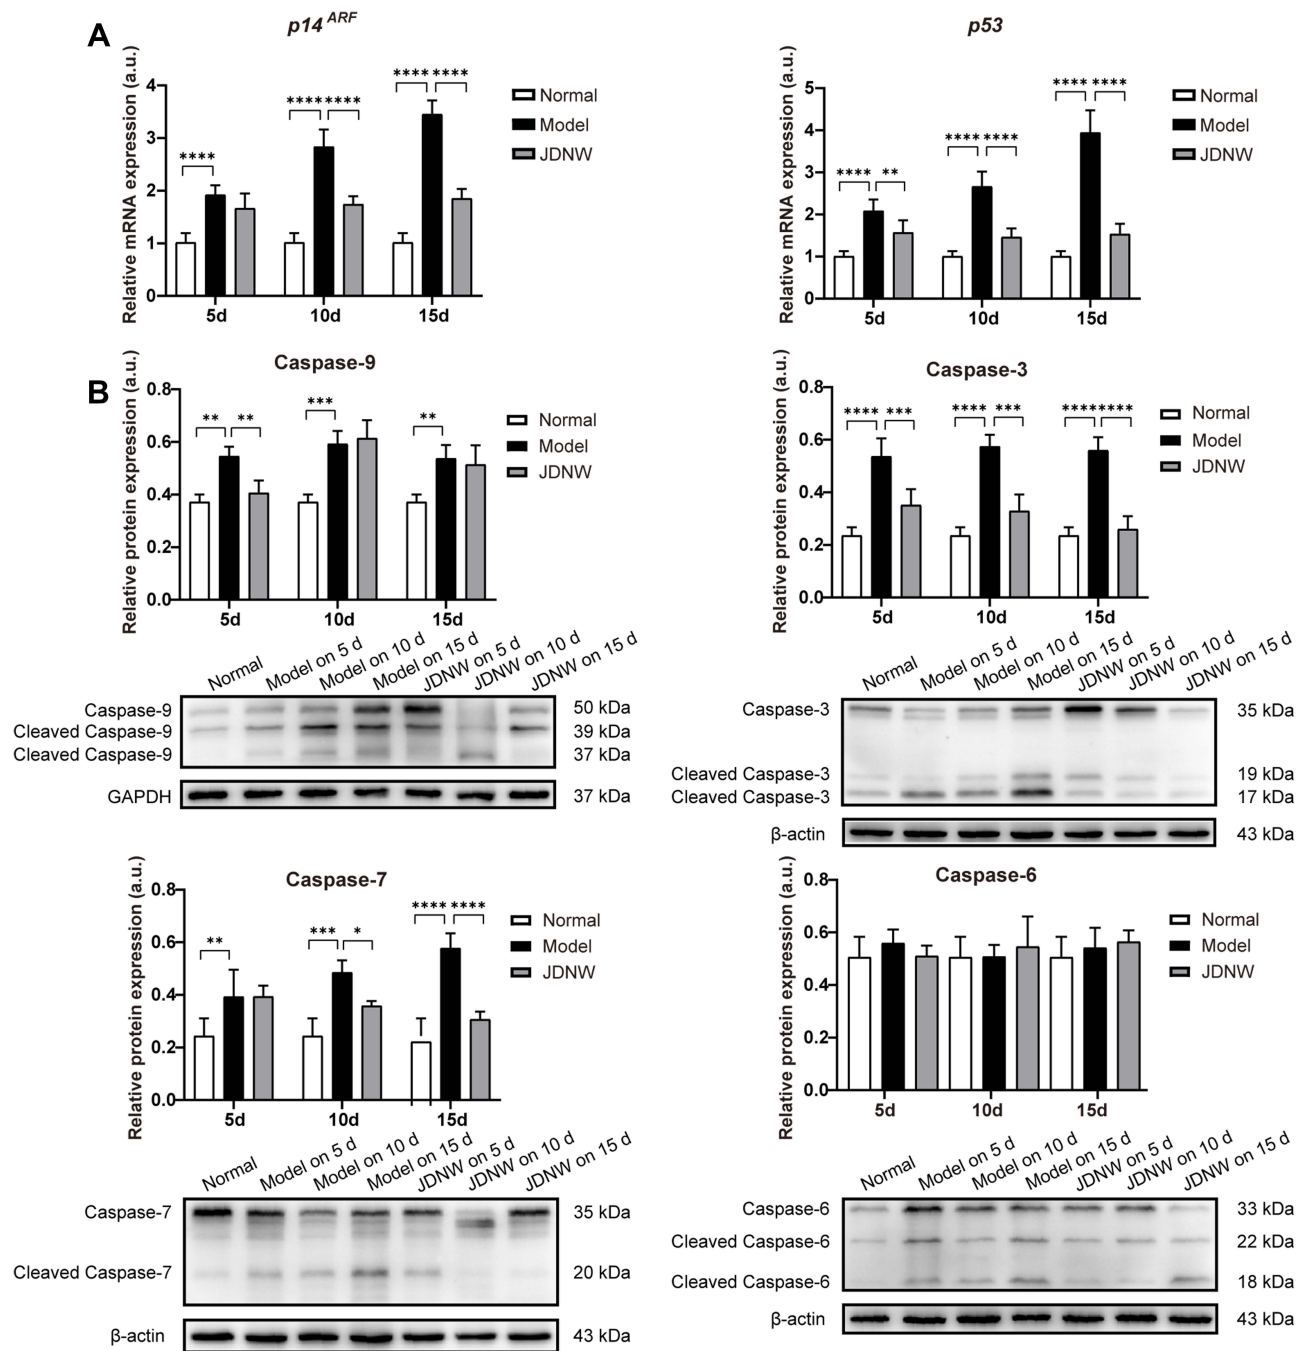 A
p14 ARF
Relative mRNA expression (a.u.)
4
3
2
1
0
**** **** **** **** ****
5d 10d 15d
Normal
Model
JDNW
p53
Relative mRNA expression (a.u.)
5
4
3
2
1
0
**** ** **** **** **** ****
5d 10d 15d
Normal
Model
JDNW
B
Caspase-9
Relative protein expression (a.u.)
0.8
0.6
0.4
0.2
0.0
** ** *** **
5d 10d 15d
Normal
Model
JDNW
Normal Model on 5 d Model on 10 d Model on 15 d JDNW on 5 d JDNW on 10 d JDNW on 15 d
Caspase-9 50 kDa
Cleaved Caspase-9 39 kDa
Cleaved Caspase-9 37 kDa
GAPDH 37 kDa
Caspase-3
Relative protein expression (a.u.)
0.8
0.6
0.4
0.2
0.0
**** *** **** *** **** ****
5d 10d 15d
Normal
Model
JDNW
Normal Model on 5 d Model on 10 d Model on 15 d JDNW on 5 d JDNW on 10 d JDNW on 15 d
Caspase-3 35 kDa
Cleaved Caspase-3 19 kDa
Cleaved Caspase-3 17 kDa
β-actin 43 kDa
Caspase-7
Relative protein expression (a.u.)
0.8
0.6
0.4
0.2
0.0
** *** * **** ****
5d 10d 15d
Normal
Model
JDNW
Normal Model on 5 d Model on 10 d Model on 15 d JDNW on 5 d JDNW on 10 d JDNW on 15 d
Caspase-7 35 kDa
Cleaved Caspase-7 20 kDa
β-actin 43 kDa
Caspase-6
Relative protein expression (a.u.)
0.8
0.6
0.4
0.2
0.0
5d 10d 15d
Normal
Model
JDNW
Normal Model on 5 d Model on 10 d Model on 15 d JDNW on 5 d JDNW on 10 d JDNW on 15 d
Caspase-6 33 kDa
Cleaved Caspase-6 22 kDa
Cleaved Caspase-6 18 kDa
β-actin 43 kDa